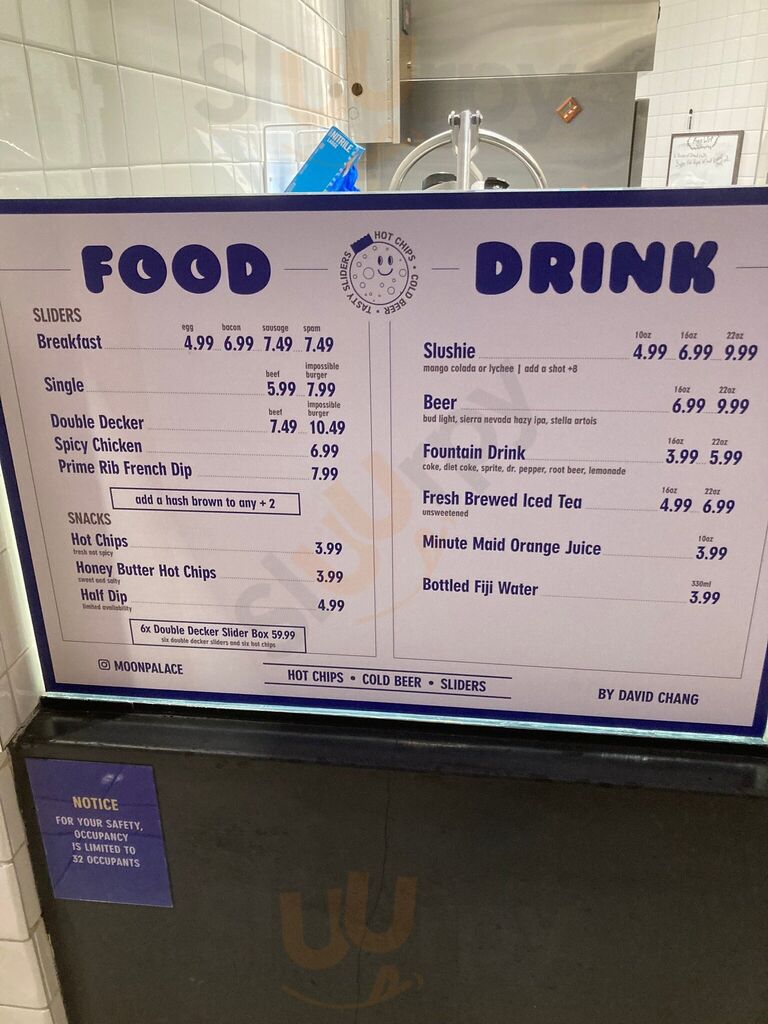 NITRILE
FOOD
HOT CHIPS • COLD BEER • TASTY SLIDERS •
DRINK
SLIDERS
egg bacon sausage spam
Breakfast 4.99 6.99 7.49 7.49
beef impossible burger
Single 5.99 7.99
beef impossible burger
Double Decker 7.49 10.49
Spicy Chicken 6.99
Prime Rib French Dip 7.99
add a hash brown to any + 2
SNACKS
Hot Chips 3.99
fresh not spicy
Honey Butter Hot Chips 3.99
sweet and salty
Half Dip 4.99
limited availability
6x Double Decker Slider Box 59.99
six double decker sliders and six hot chips
10oz 16oz 22oz
Slushie 4.99 6.99 9.99
mango colada or lychee | add a shot +8
16oz 22oz
Beer 6.99 9.99
bud light, sierra nevada hazy ipa, stella artois
16oz 22oz
Fountain Drink 3.99 5.99
coke, diet coke, sprite, dr. pepper, root beer, lemonade
16oz 22oz
Fresh Brewed Iced Tea 4.99 6.99
unsweetened
10oz
Minute Maid Orange Juice 3.99
330ml
Bottled Fiji Water 3.99
MOONPALACE
HOT CHIPS • COLD BEER • SLIDERS
BY DAVID CHANG
NOTICE
FOR YOUR SAFETY,
OCCUPANCY
IS LIMITED TO
32 OCCUPANTS
sluurpy
sluurpy
uu